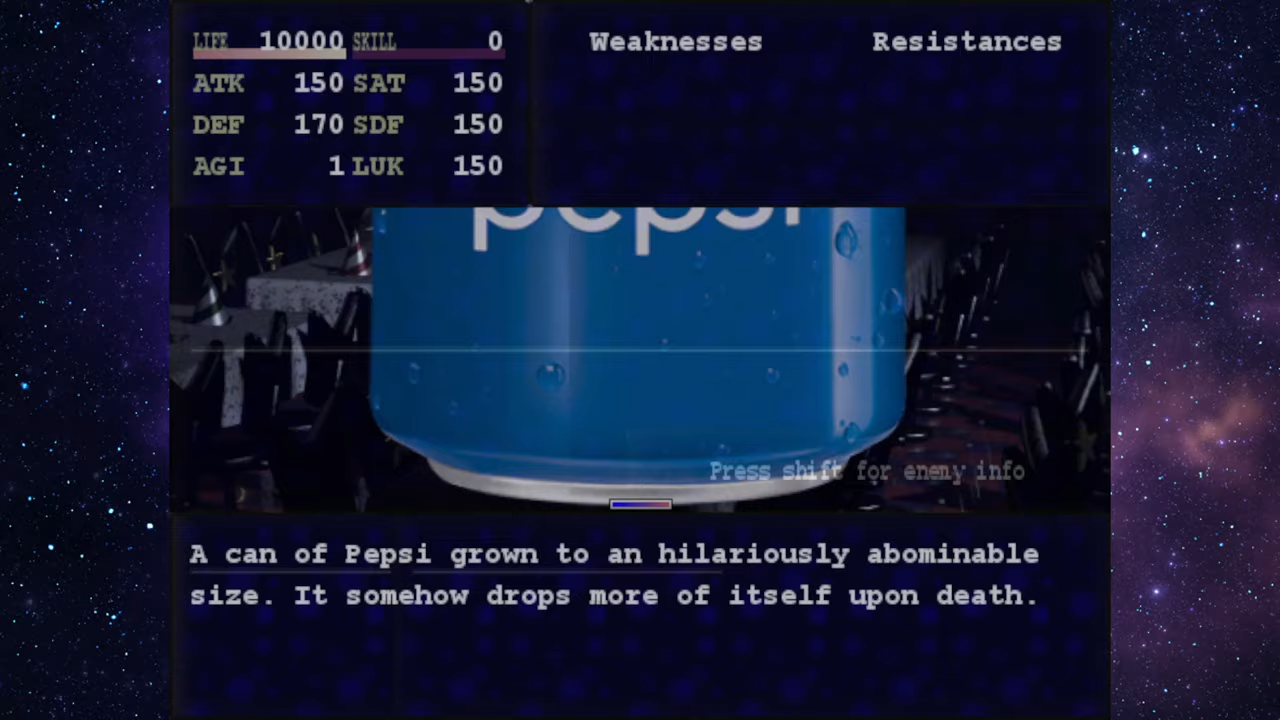 LIFE 10000 SKILL 0
ATK 150 SAT 150
DEF 170 SDF 150
AGI 1 LUK 150
Weaknesses Resistances
pepsi
Press shift for enemy info
A can of Pepsi grown to an hilariously abominable
size. It somehow drops more of itself upon death.